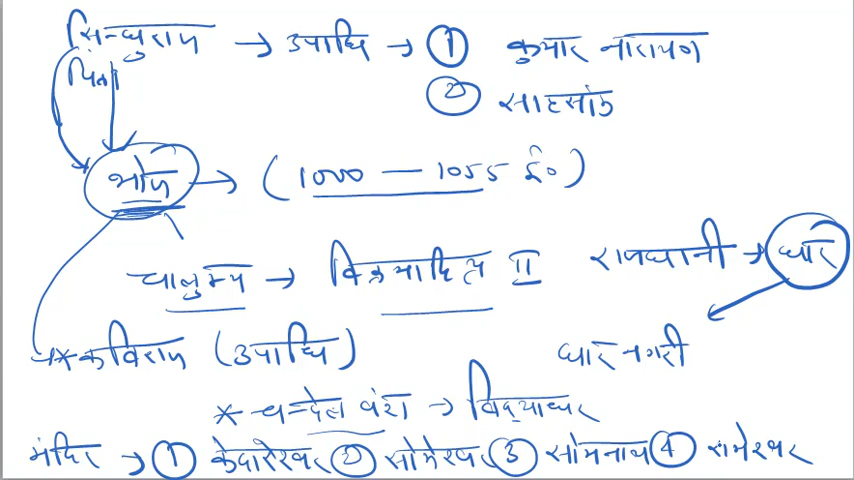 सिन्धुराज → उपाधि → ① कुमार नारायण
पिता ② साहसांक
भोज → (1000 — 1055 ई०)
चालुक्य → विक्रमादित्य II राजधानी → धार
* कविराज (उपाधि) धार नगरी
* चन्देल वंश → विद्याधर
मंदिर → ① केदारेश्वर ② सोमेश्वर ③ सोमनाथ ④ रामेश्वर